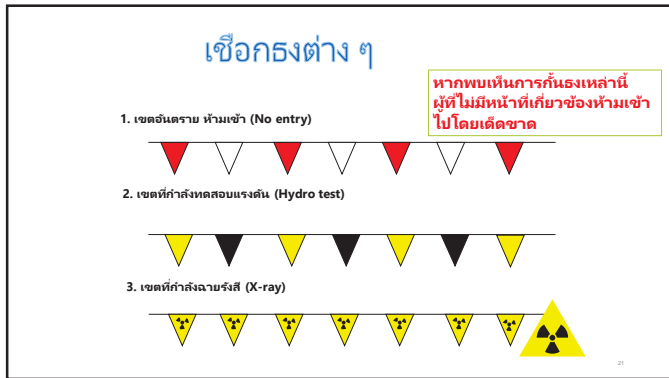 เชือกธงต่าง ๆ
หากพบเห็นการกั้นธงเหล่านี้
ผู้ที่ไม่มีหน้าที่เกี่ยวข้องห้ามเข้า
ไปโดยเด็ดขาด
1. เขตอันตราย ห้ามเข้า (No entry)
2. เขตที่กำลังทดสอบแรงดัน (Hydro test)
3. เขตที่กำลังฉายรังสี (X-ray)
21